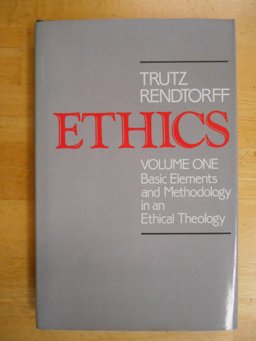 TRUTZ
RENDTORFF
ETHICS
VOLUME ONE
Basic Elements
and Methodology
in an
Ethical Theology